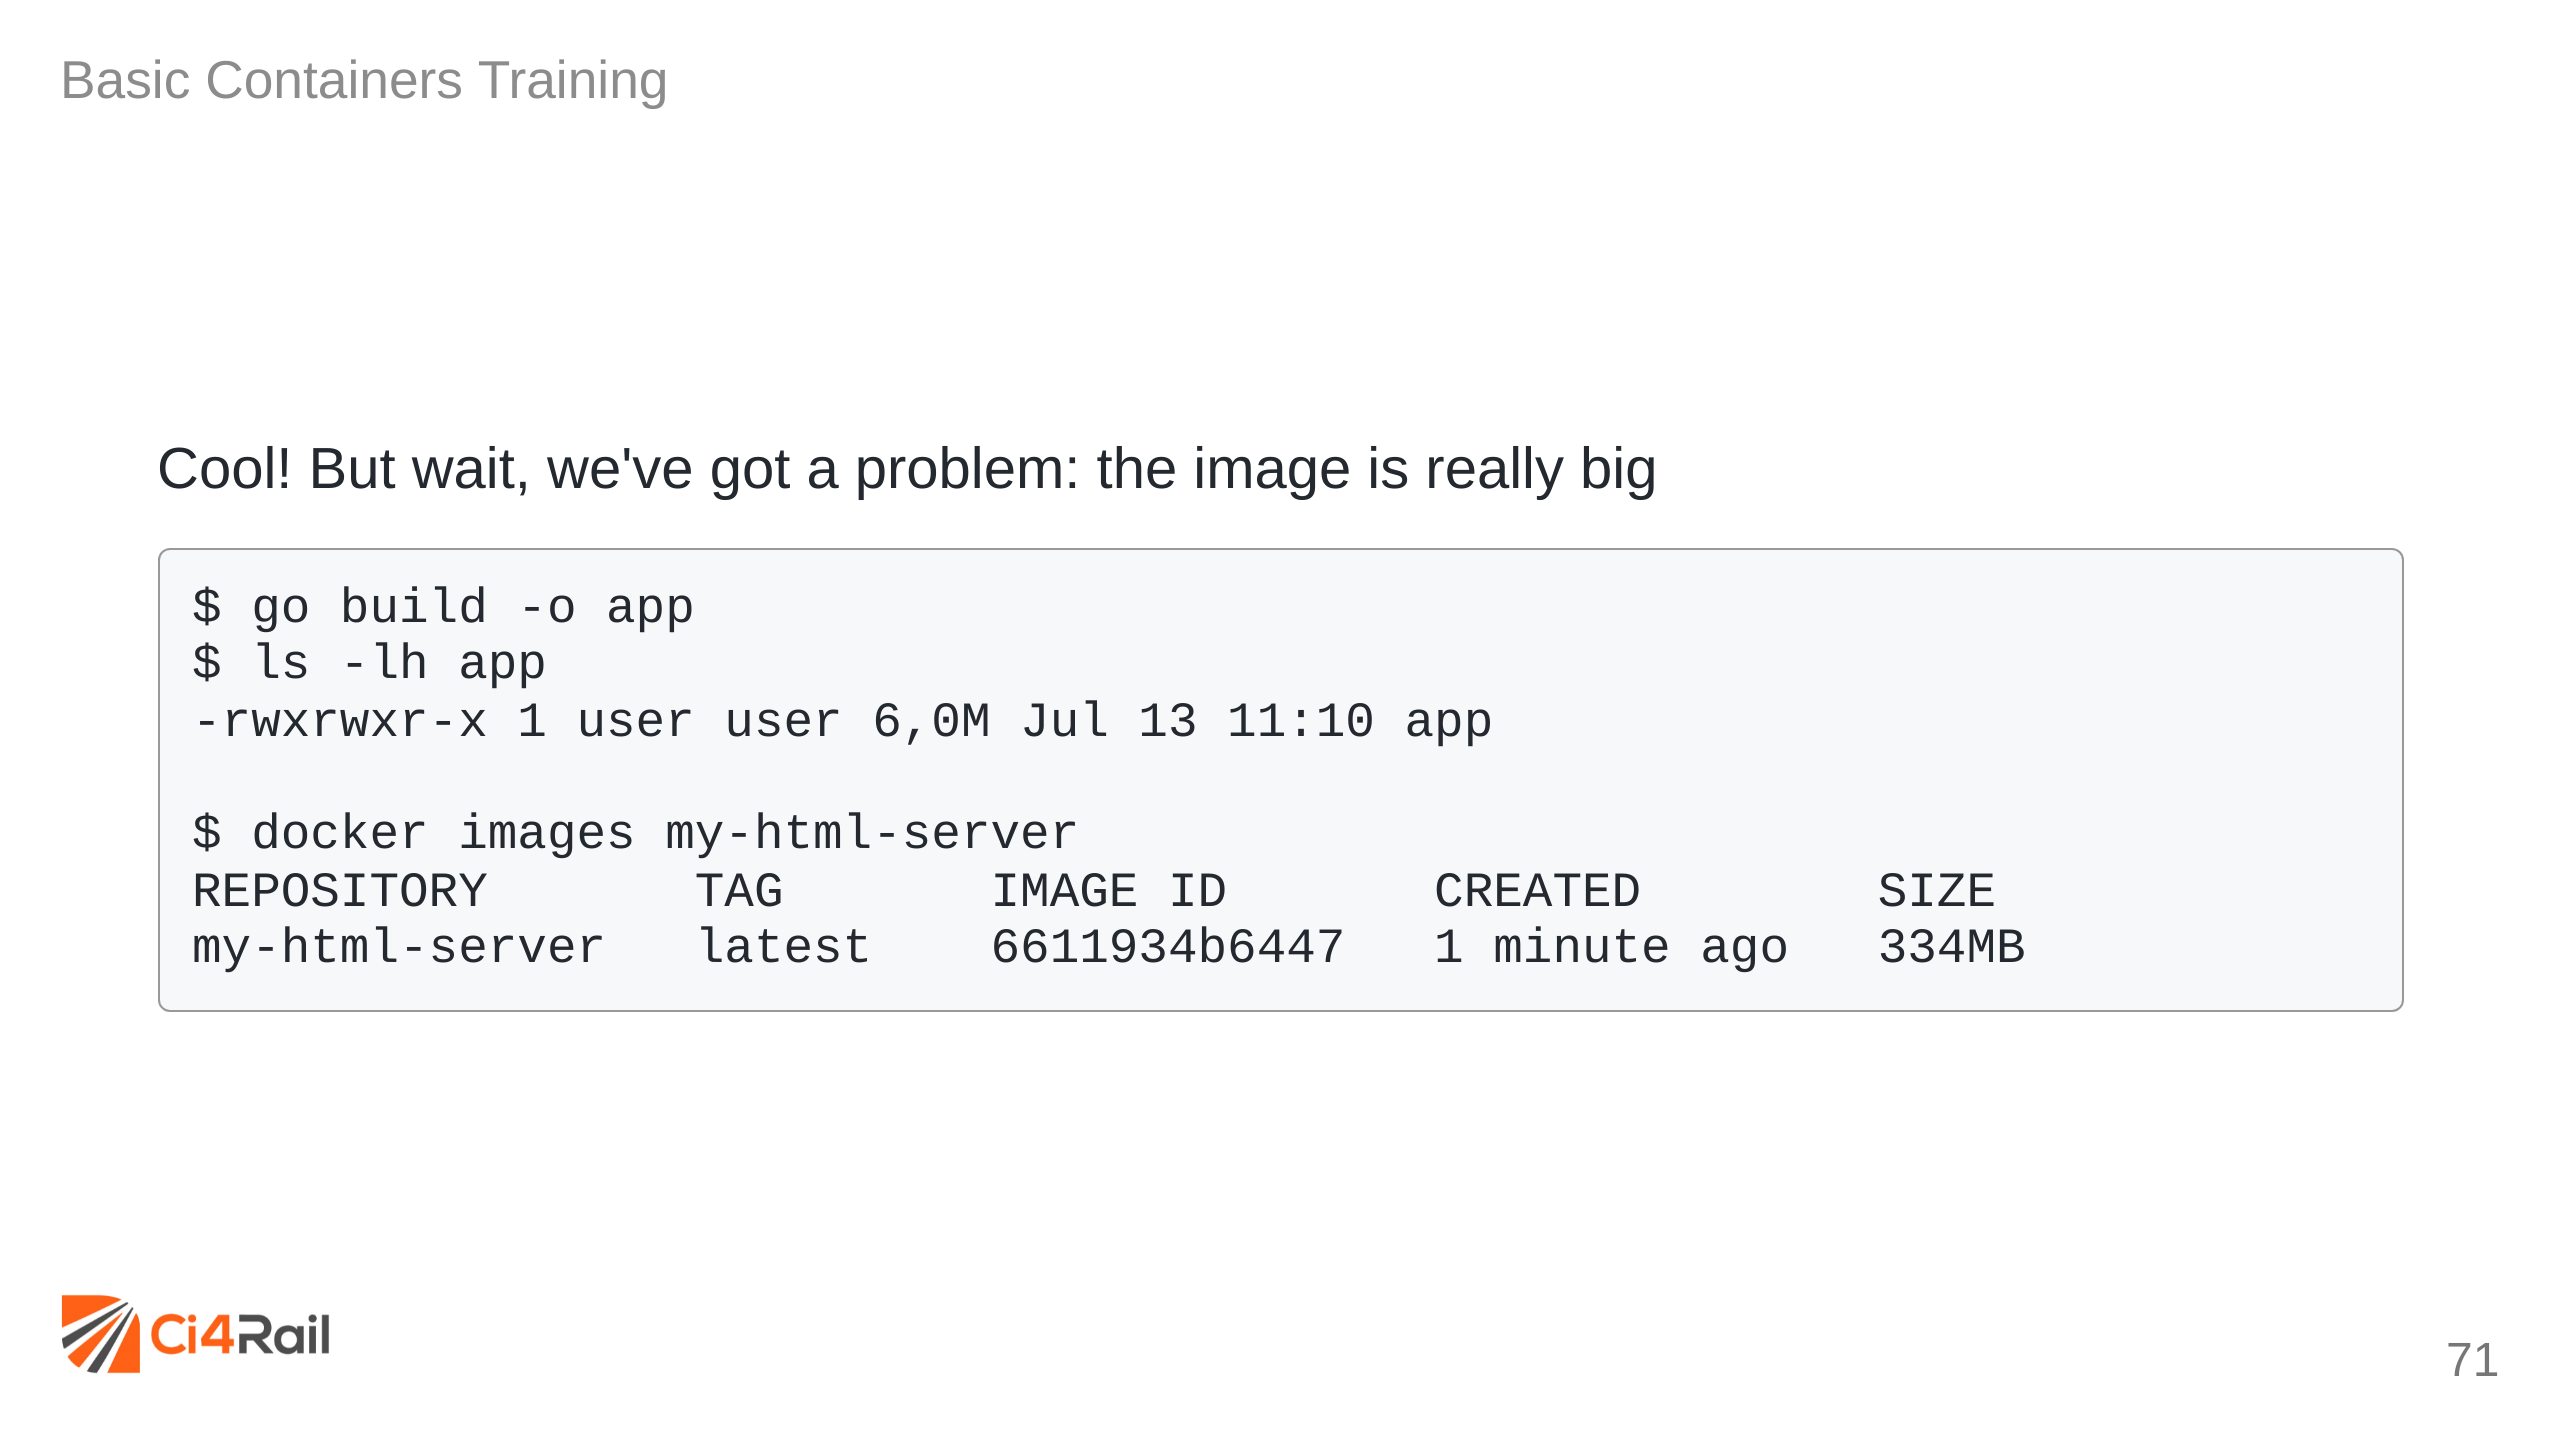 Basic Containers Training
Cool! But wait, we've got a problem: the image is really big
$ go build -o app
$ ls -lh app
-rwxrwxr-x 1 user user 6,0M Jul 13 11:10 app
$ docker images my-html-server
REPOSITORY       TAG       IMAGE ID       CREATED        SIZE
my-html-server   latest    6611934b6447   1 minute ago   334MB
Ci4Rail
71